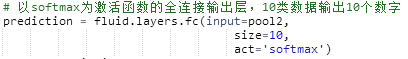 # 以softmax为激活函数的全连接输出层，10类数据输出10个数字
prediction = fluid.layers.fc(input=pool2,
size=10,
act='softmax')